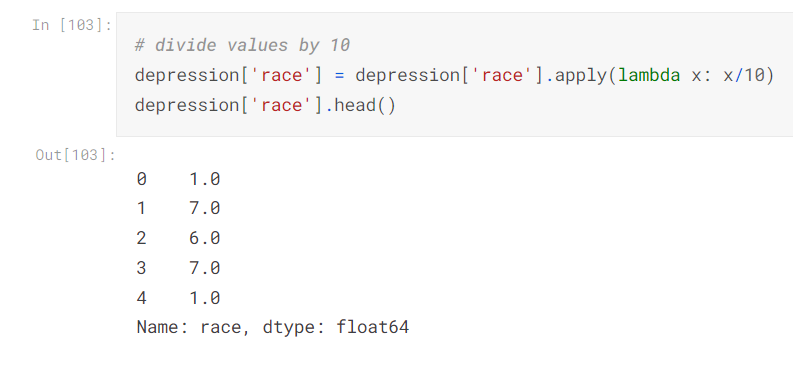 In [103]:
# divide values by 10
depression['race'] = depression['race'].apply(lambda x: x/10)
depression['race'].head()
Out[103]:
0    1.0
1    7.0
2    6.0
3    7.0
4    1.0
Name: race, dtype: float64